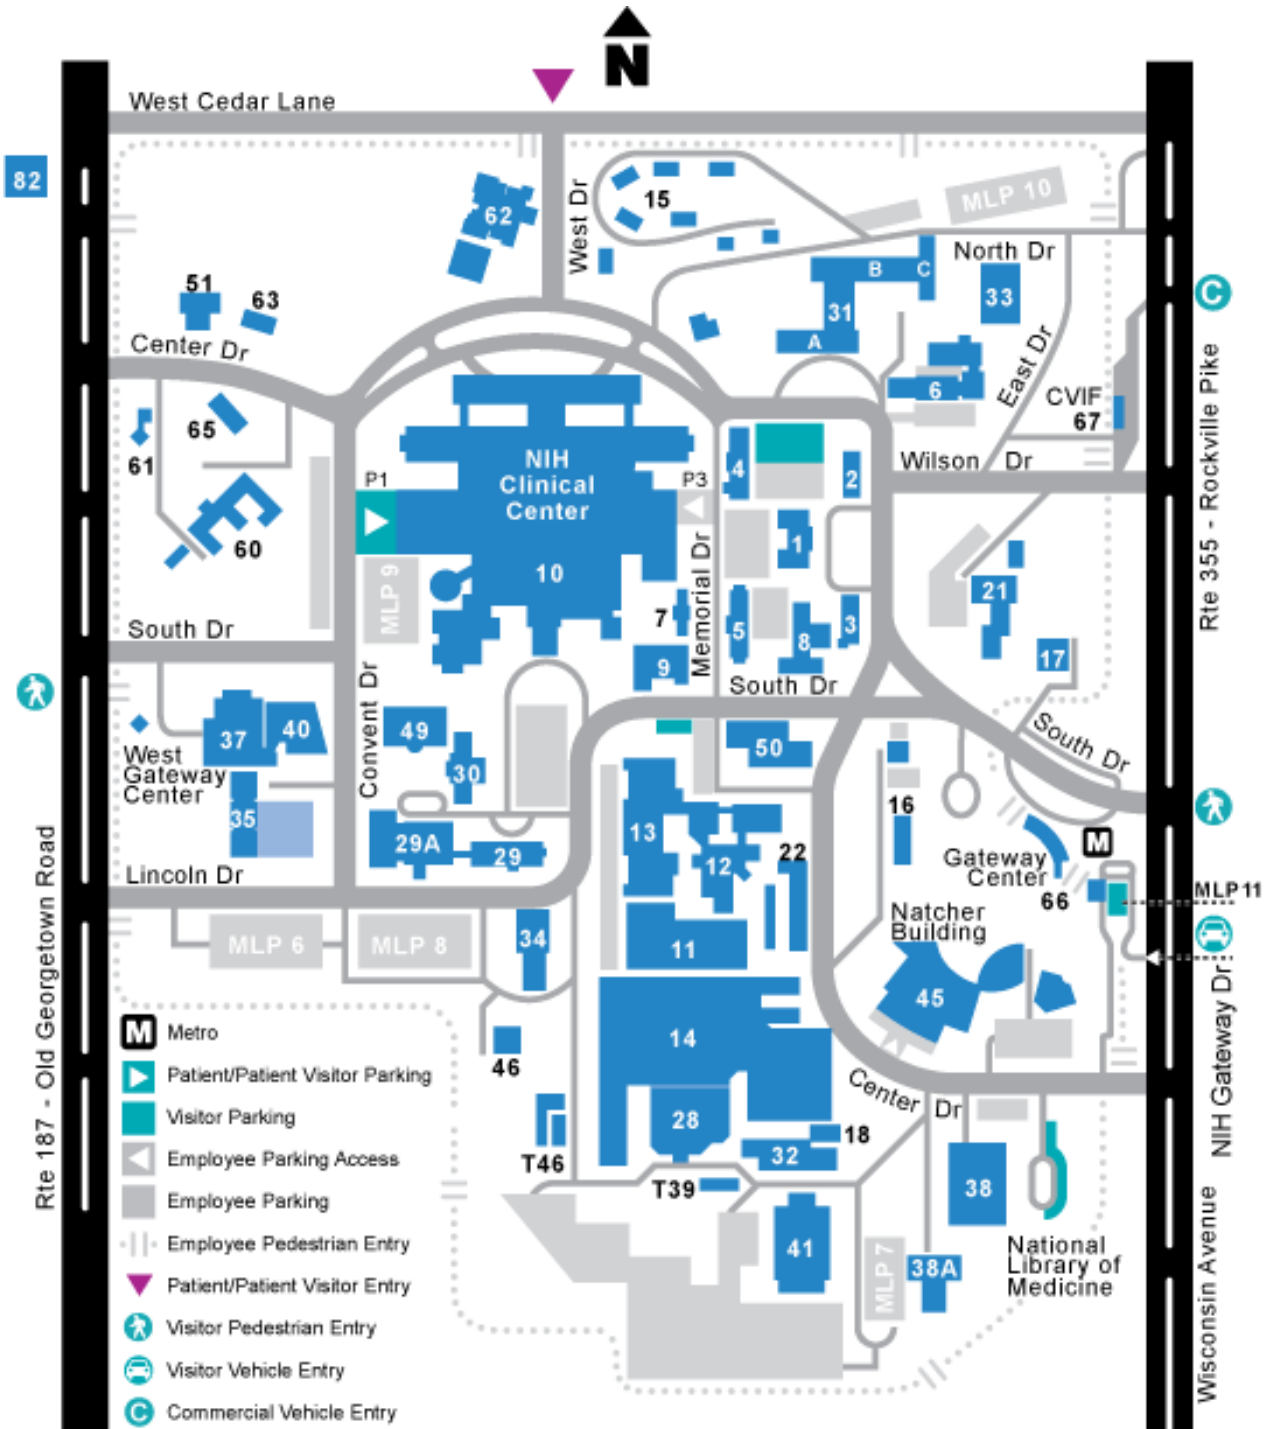 N
West Cedar Lane
82
62
West Dr
15
MLP 10
North Dr
B
C
31
A
33
51
63
Center Dr
C
East Dr
6
CVIF
67
65
61
60
P1
NIH
Clinical
Center
10
P3
4
2
Wilson Dr
Rte 355 - Rockville Pike
MLP 9
7
Memorial Dr
1
5
8
3
21
17
South Dr
9
South Dr
South Dr
37
40
West
Gateway
Center
35
Convent Dr
49
30
50
16
29A
29
13
12
22
Gateway
Center
66
M
MLP 11
Lincoln Dr
MLP 6
MLP 8
34
11
Natcher
Building
45
NIH Gateway Dr
46
14
28
T46
T39
18
32
Center Dr
38
41
MLP 7
38A
National
Library of
Medicine
Rte 187 - Old Georgetown Road
Wisconsin Avenue
M Metro
Patient/Patient Visitor Parking
Visitor Parking
Employee Parking Access
Employee Parking
Employee Pedestrian Entry
Patient/Patient Visitor Entry
Visitor Pedestrian Entry
Visitor Vehicle Entry
C Commercial Vehicle Entry